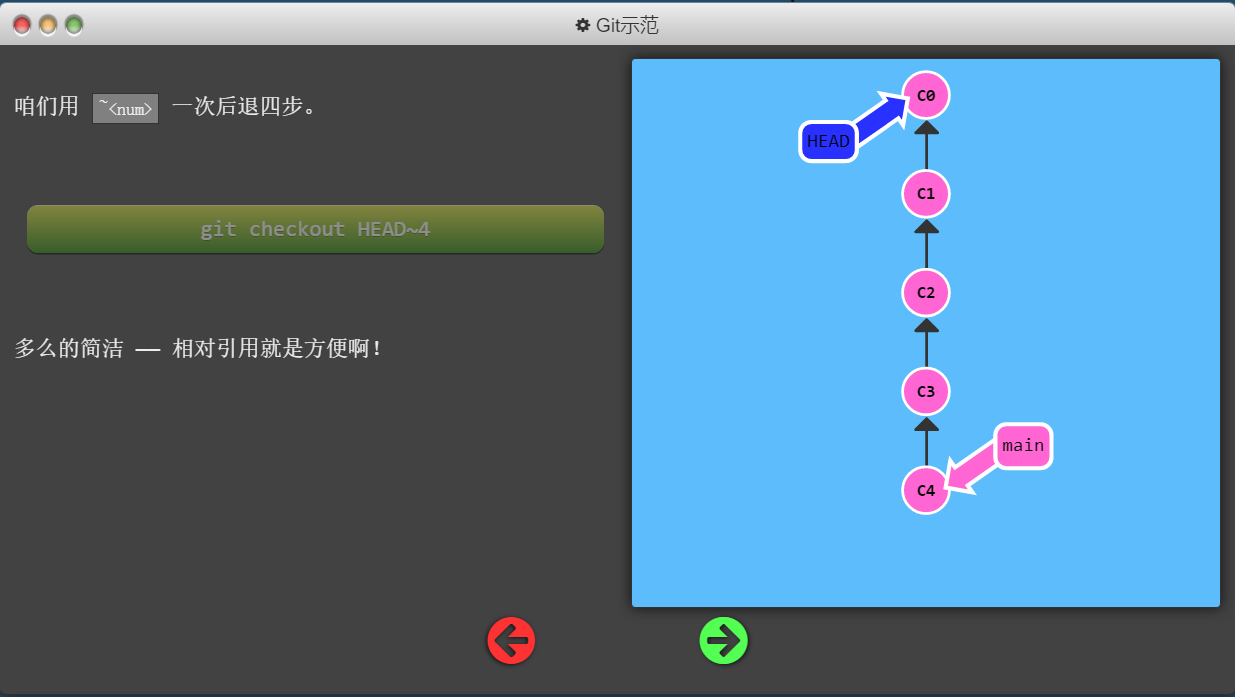 Git示范
咱们用 ~<num> 一次后退四步。
git checkout HEAD~4
多么的简洁 —— 相对引用就是方便啊！
C0
HEAD
C1
C2
C3
main
C4